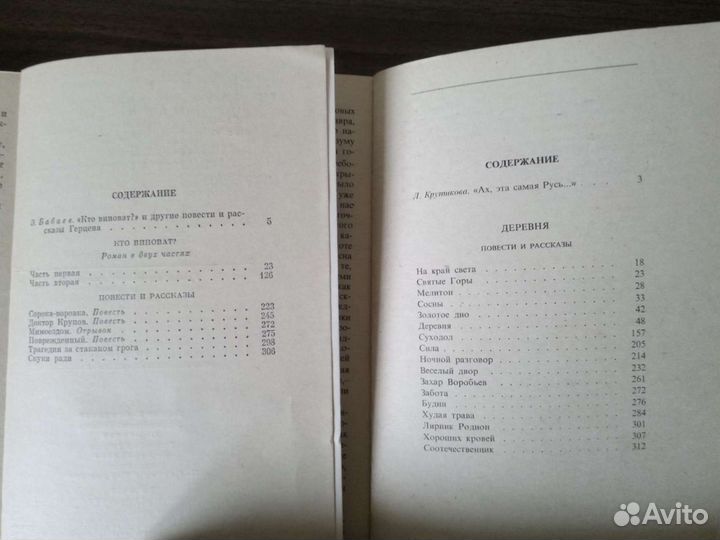 СОДЕРЖАНИЕ
Э. Бабаев. «Кто виноват?» и другие повести и рас-
сказы Герцена . . . . . . . . . 5
КТО ВИНОВАТ?
Роман в двух частях
Часть первая . . . . . . . . . 23
Часть вторая . . . . . . . . . 126
ПОВЕСТИ И РАССКАЗЫ
Сорока-воровка. Повесть . . . . . . 223
Доктор Крупов. Повесть . . . . . . 245
Мимоездом. Отрывок . . . . . . 272
Поврежденный. Повесть . . . . . . 275
Трагедия за стаканом грога . . . . . . 298
Скуки ради . . . . . . . . . 306
СОДЕРЖАНИЕ
Л. Крутикова. «Ах, эта самая Русь...» . . . . 3
ДЕРЕВНЯ
ПОВЕСТИ И РАССКАЗЫ
На край света . . . . . . . . . 18
Святые Горы . . . . . . . . . 23
Мелитон . . . . . . . . . 28
Сосны . . . . . . . . . 33
Золотое дно . . . . . . . . . 42
Деревня . . . . . . . . . 48
Суходол . . . . . . . . . 157
Сила . . . . . . . . . 205
Ночной разговор . . . . . . . . . 214
Веселый двор . . . . . . . . . 232
Захар Воробьев . . . . . . . . . 261
Забота . . . . . . . . . 272
Будни . . . . . . . . . 276
Худая трава . . . . . . . . . 284
Лирник Родион . . . . . . . . . 301
Хороших кровей . . . . . . . . . 307
Соотечественник . . . . . . . . . 312
Avito